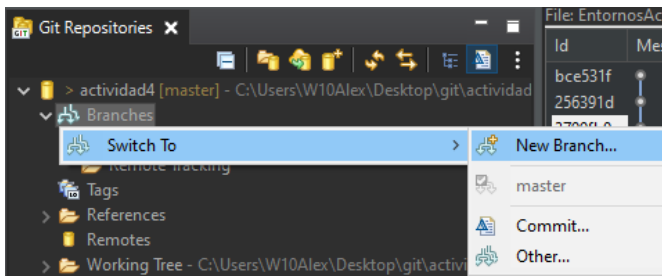 Git Repositories
File: EntornosAc
Id
Mes
GIT
> actividad4 [master] - C:\Users\W10Alex\Desktop\git\actividad
bce531f
Branches
256391d
Switch To
New Branch...
Remote Tracking
Tags
master
References
Commit...
Remotes
Working Tree - C:\Users\W10Alex\Desktop\git\activi
Other...